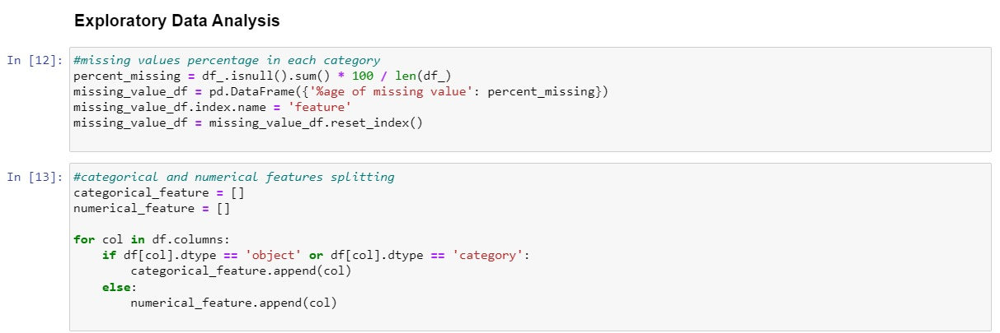 Exploratory Data Analysis
In [12]: #missing values percentage in each category
percent_missing = df_.isnull().sum() * 100 / len(df_)
missing_value_df = pd.DataFrame({'%age of missing value': percent_missing})
missing_value_df.index.name = 'feature'
missing_value_df = missing_value_df.reset_index()
In [13]: #categorical and numerical features splitting
categorical_feature = []
numerical_feature = []
for col in df.columns:
    if df[col].dtype == 'object' or df[col].dtype == 'category':
        categorical_feature.append(col)
    else:
        numerical_feature.append(col)